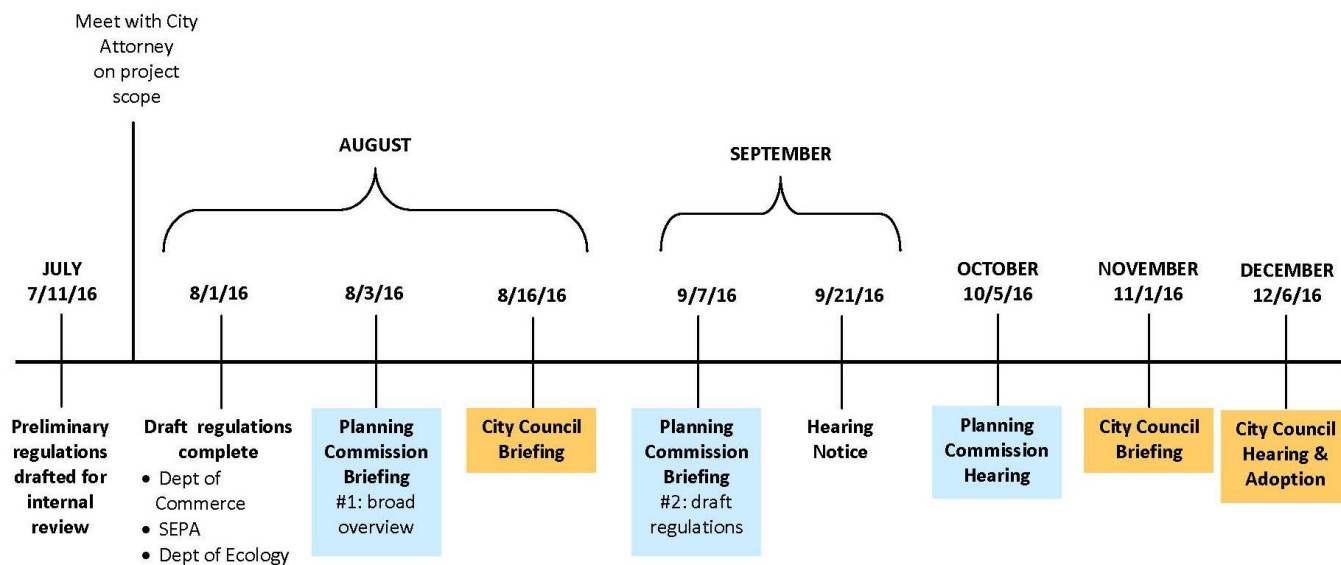 Meet with City
Attorney
on project
scope
AUGUST
SEPTEMBER
JULY
7/11/16
8/1/16
8/3/16
8/16/16
9/7/16
9/21/16
OCTOBER
10/5/16
NOVEMBER
11/1/16
DECEMBER
12/6/16
Preliminary
regulations
drafted for
internal
review
Draft regulations
complete
• Dept of
Commerce
• SEPA
• Dept of Ecology
Planning
Commission
Briefing
#1: broad
overview
City Council
Briefing
Planning
Commission
Briefing
#2: draft
regulations
Hearing
Notice
Planning
Commission
Hearing
City Council
Briefing
City Council
Hearing &
Adoption